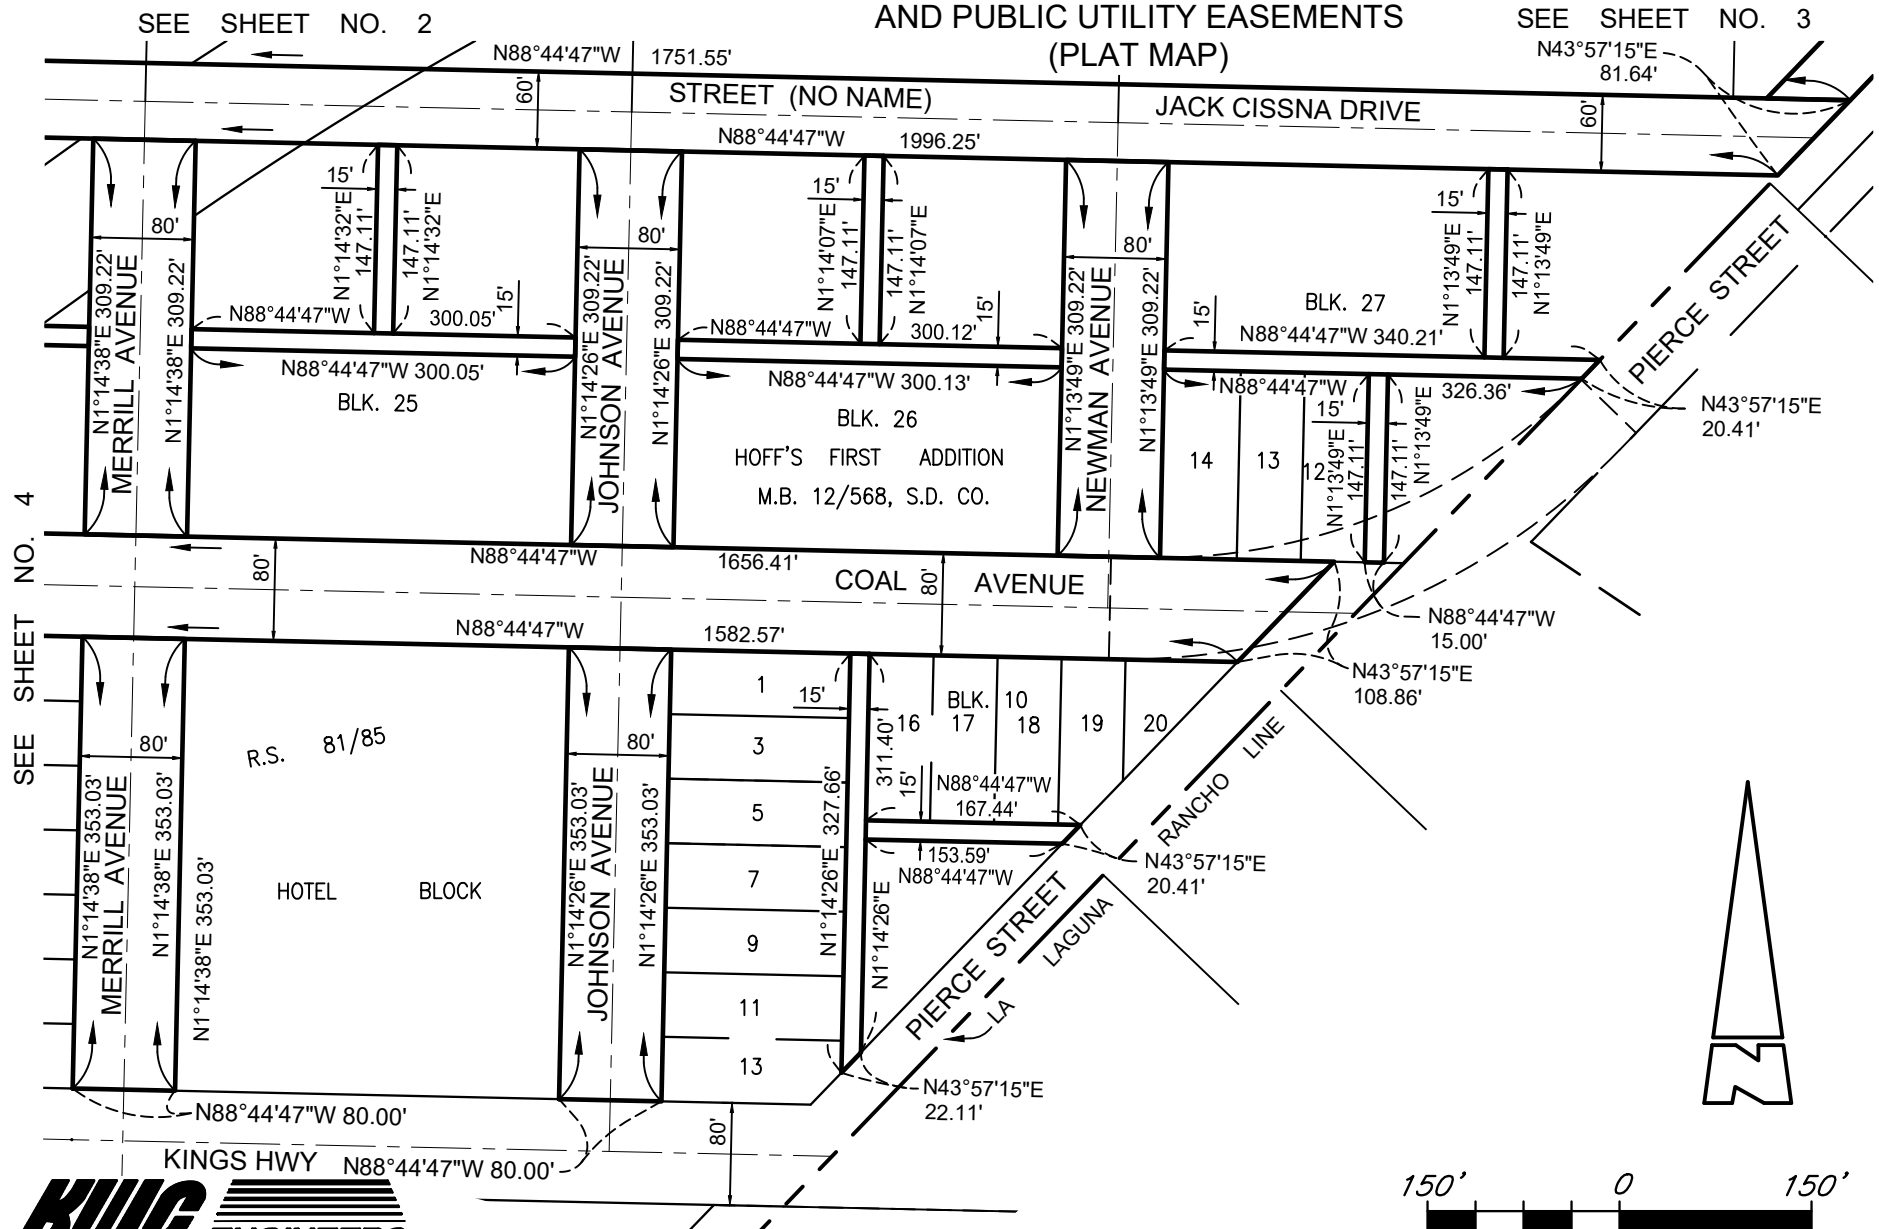 SEE SHEET NO. 2
AND PUBLIC UTILITY EASEMENTS
(PLAT MAP)
SEE SHEET NO. 3
N43°57'15"E
81.64'
N88°44'47"W 1751.55'
60'
STREET (NO NAME)
JACK CISSNA DRIVE
60'
N88°44'47"W 1996.25'
15'
N1°14'32"E
147.11'
147.11'
N1°14'32"E
15'
N1°14'07"E
147.11'
147.11'
N1°14'07"E
15'
N1°13'49"E
147.11'
147.11'
N1°13'49"E
80'
80'
80'
N1°14'38"E 309.22'
MERRILL AVENUE
N1°14'38"E 309.22'
N1°14'26"E 309.22'
JOHNSON AVENUE
N1°14'26"E 309.22'
N1°13'49"E 309.22'
NEWMAN AVENUE
N1°13'49"E 309.22'
PIERCE STREET
N88°44'47"W 300.05'
15'
N88°44'47"W 300.12'
15'
15'
BLK. 27
N88°44'47"W 340.21'
N88°44'47"W 300.05'
BLK. 25
N88°44'47"W 300.13'
BLK. 26
HOFF'S FIRST ADDITION
M.B. 12/568, S.D. CO.
N88°44'47"W 326.36'
N43°57'15"E
20.41'
15'
14
13
12
N1°13'49"E
147.11'
147.11'
N1°13'49"E
SEE SHEET NO. 4
80'
N88°44'47"W 1656.41'
COAL AVENUE
80'
N88°44'47"W 1582.57'
N88°44'47"W
15.00'
N43°57'15"E
108.86'
1
3
5
7
9
11
13
15'
BLK. 10
16
17
18
19
20
R.S. 81/85
80'
80'
N1°14'38"E 353.03'
MERRILL AVENUE
N1°14'38"E 353.03'
N1°14'38"E 353.03'
HOTEL BLOCK
N1°14'26"E 353.03'
JOHNSON AVENUE
N1°14'26"E 353.03'
N1°14'26"E 327.66'
311.40'
N1°14'26"E
15'
N88°44'47"W
167.44'
153.59'
N88°44'47"W
N43°57'15"E
20.41'
PIERCE STREET
LA LAGUNA RANCHO LINE
N43°57'15"E
22.11'
N88°44'47"W 80.00'
80'
KINGS HWY
N88°44'47"W 80.00'
N
KWC
ENGINEERS
150' 0 150'